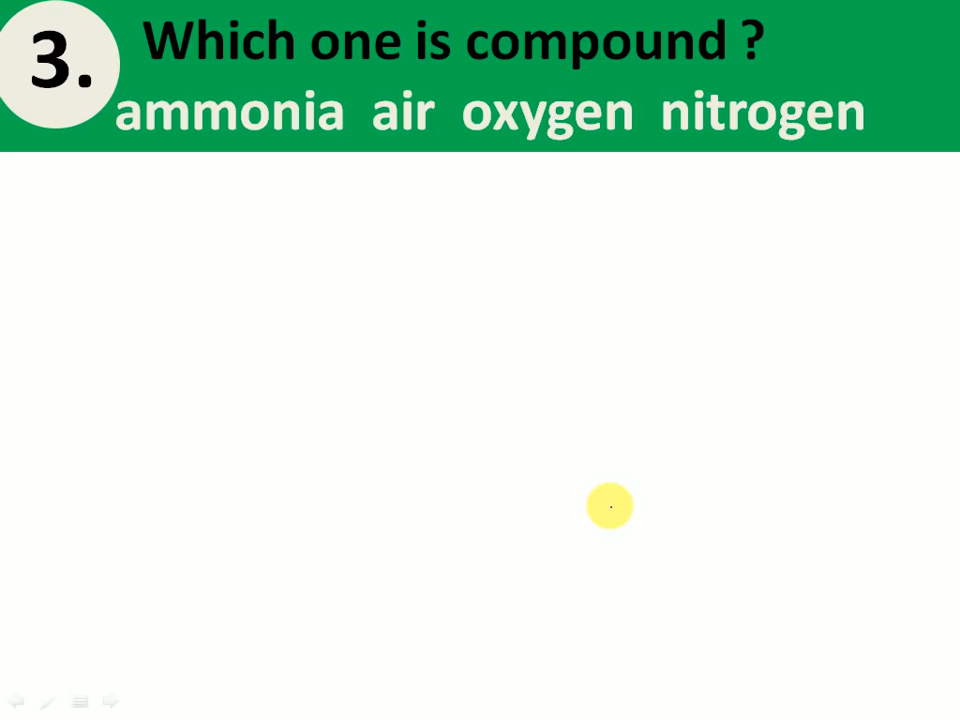 3. Which one is compound ?
ammonia air oxygen nitrogen